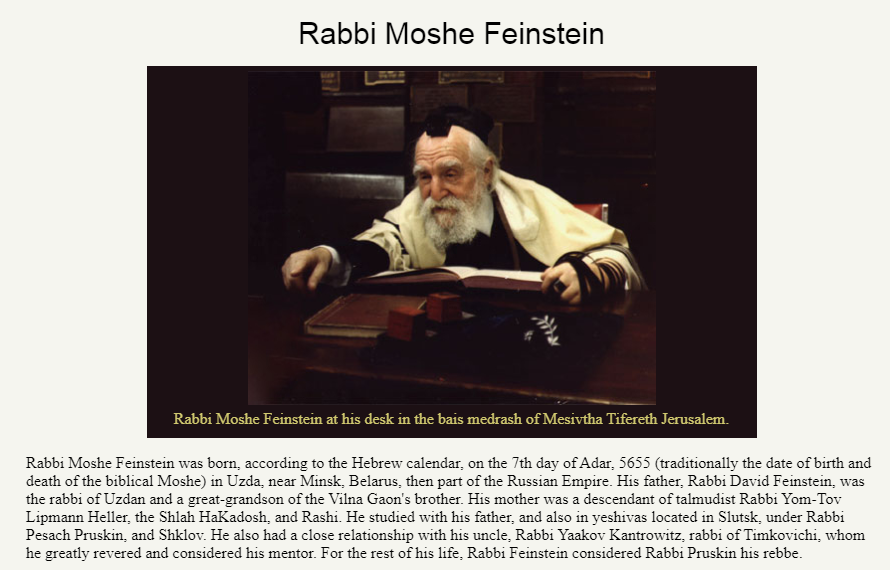 Rabbi Moshe Feinstein
Rabbi Moshe Feinstein at his desk in the bais medrash of Mesivtha Tifereth Jerusalem.
Rabbi Moshe Feinstein was born, according to the Hebrew calendar, on the 7th day of Adar, 5655 (traditionally the date of birth and
death of the biblical Moshe) in Uzda, near Minsk, Belarus, then part of the Russian Empire. His father, Rabbi David Feinstein, was
the rabbi of Uzdan and a great-grandson of the Vilna Gaon's brother. His mother was a descendant of talmudist Rabbi Yom-Tov
Lipmann Heller, the Shlah HaKadosh, and Rashi. He studied with his father, and also in yeshivas located in Slutsk, under Rabbi
Pesach Pruskin, and Shklov. He also had a close relationship with his uncle, Rabbi Yaakov Kantrowitz, rabbi of Timkovichi, whom
he greatly revered and considered his mentor. For the rest of his life, Rabbi Feinstein considered Rabbi Pruskin his rebbe.